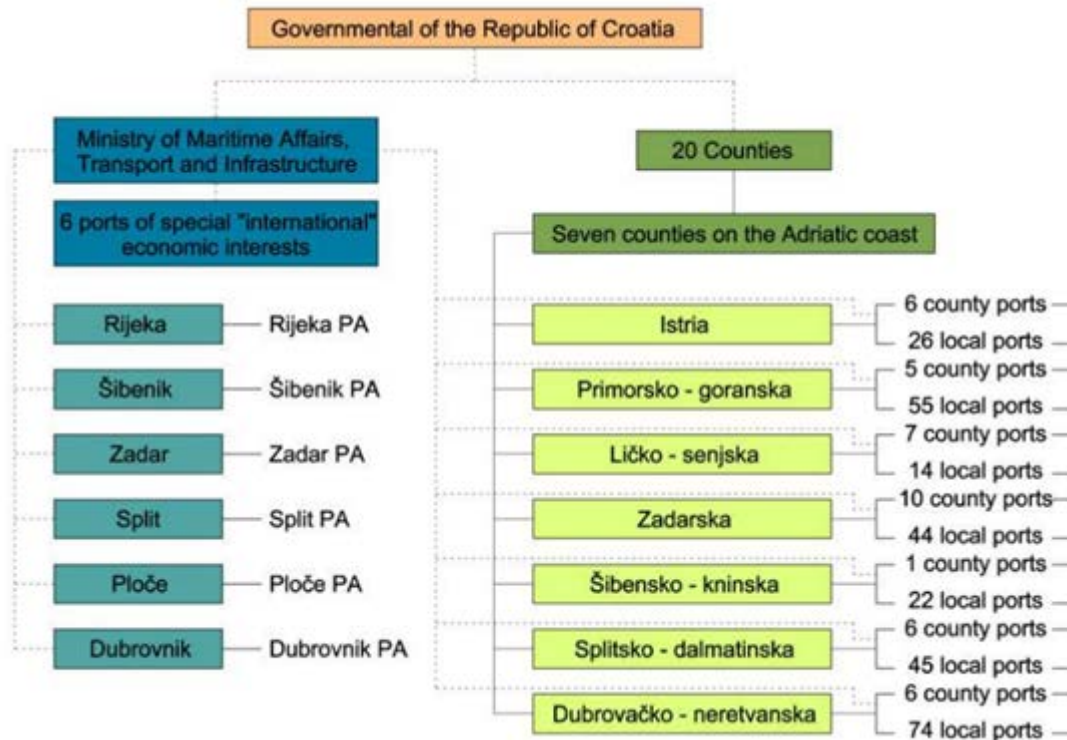 Governmental of the Republic of Croatia
Ministry of Maritime Affairs,
Transport and Infrastructure
6 ports of special "international"
economic interests
Rijeka
Rijeka PA
Šibenik
Šibenik PA
Zadar
Zadar PA
Split
Split PA
Ploče
Ploče PA
Dubrovnik
Dubrovnik PA
20 Counties
Seven counties on the Adriatic coast
Istria
6 county ports
26 local ports
Primorsko - goranska
5 county ports
55 local ports
Ličko - senjska
7 county ports
14 local ports
Zadarska
10 county ports
44 local ports
Šibensko - kninska
1 county ports
22 local ports
Splitsko - dalmatinska
6 county ports
45 local ports
Dubrovačko - neretvanska
6 county ports
74 local ports